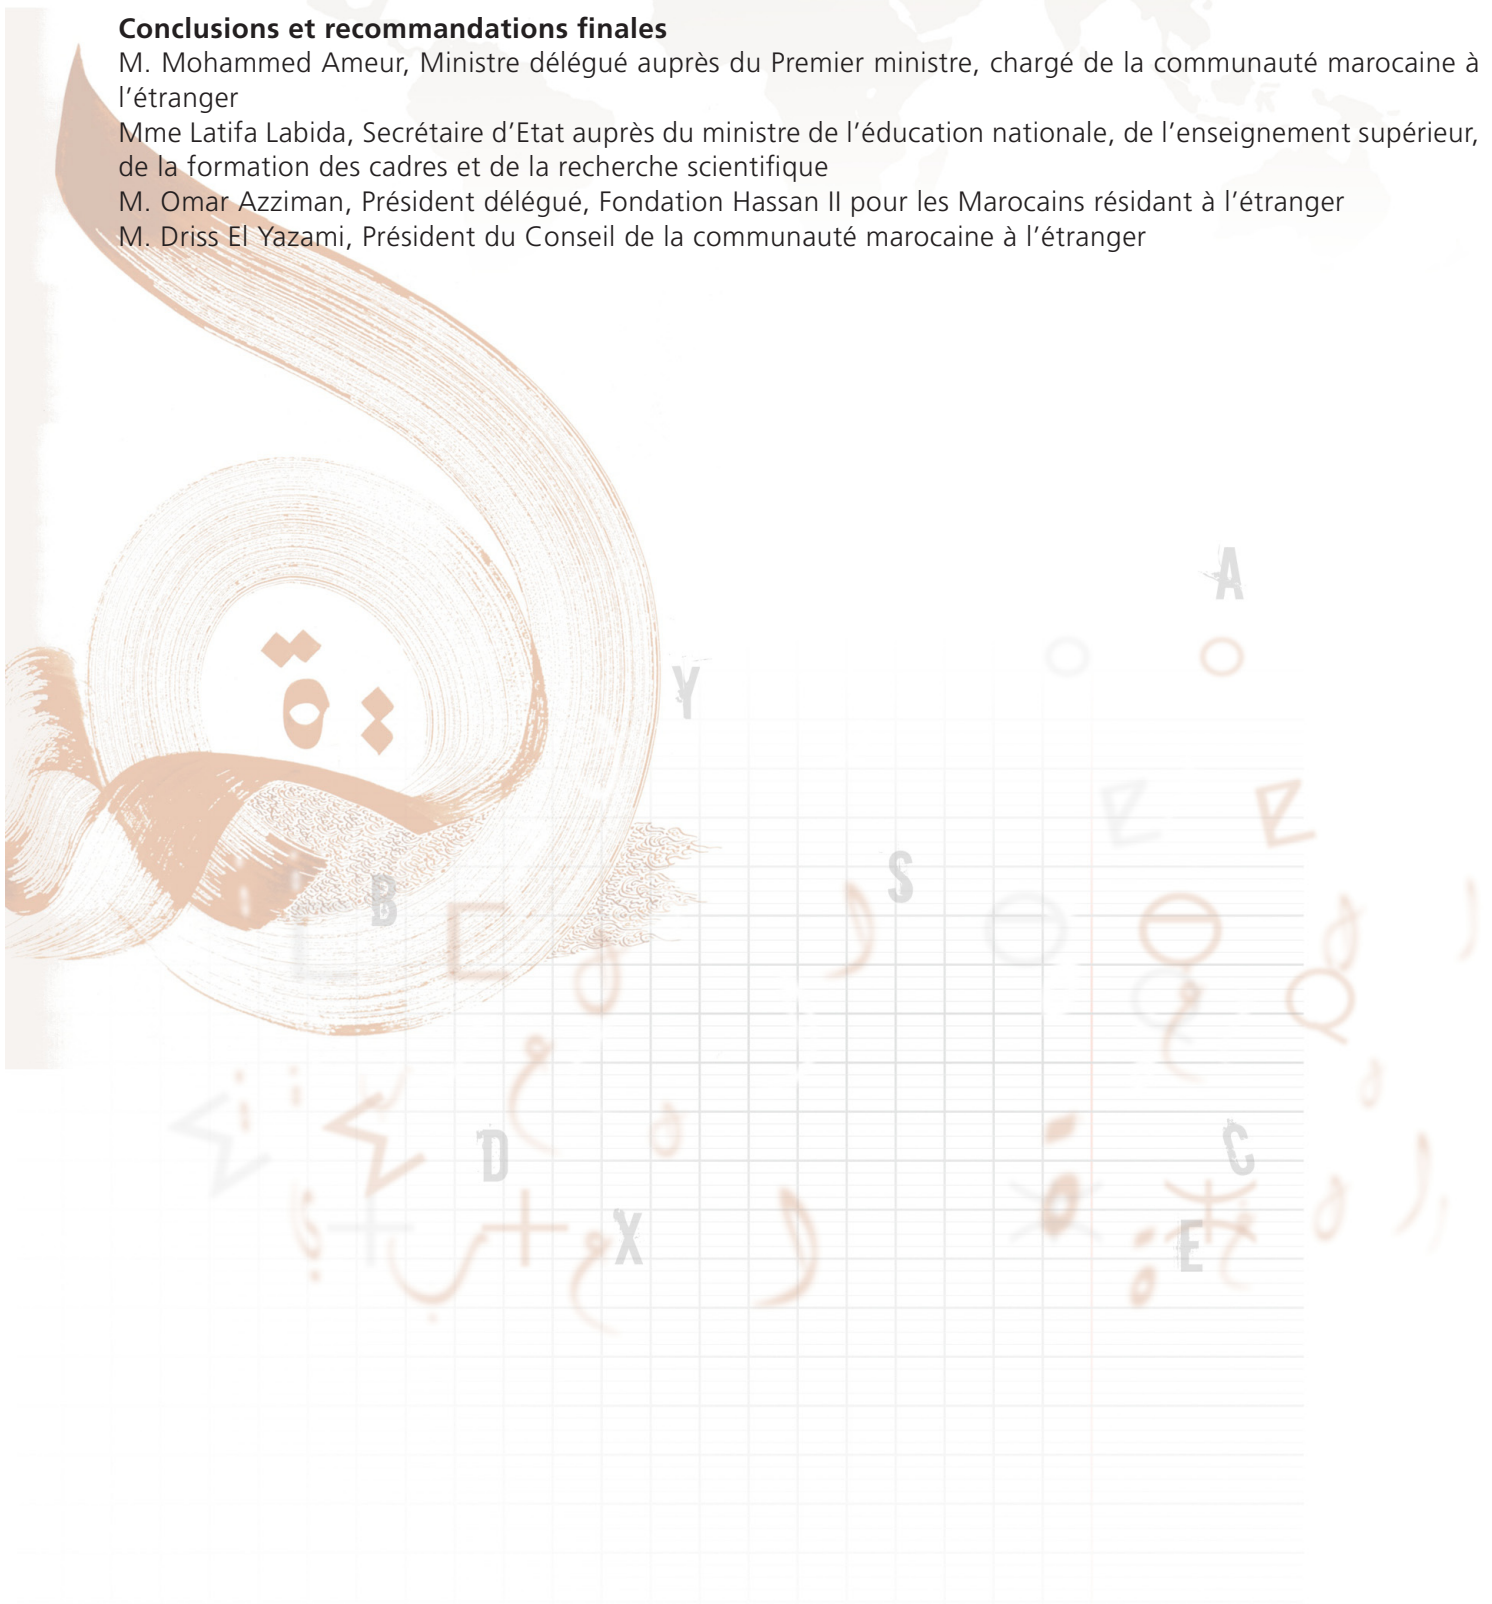 Conclusions et recommandations finales
M. Mohammed Ameur, Ministre délégué auprès du Premier ministre, chargé de la communauté marocaine à
l’étranger
Mme Latifa Labida, Secrétaire d’Etat auprès du ministre de l’éducation nationale, de l’enseignement supérieur,
de la formation des cadres et de la recherche scientifique
M. Omar Azziman, Président délégué, Fondation Hassan II pour les Marocains résidant à l’étranger
M. Driss El Yazami, Président du Conseil de la communauté marocaine à l’étranger
A
Y
S
B
D
C
X
E